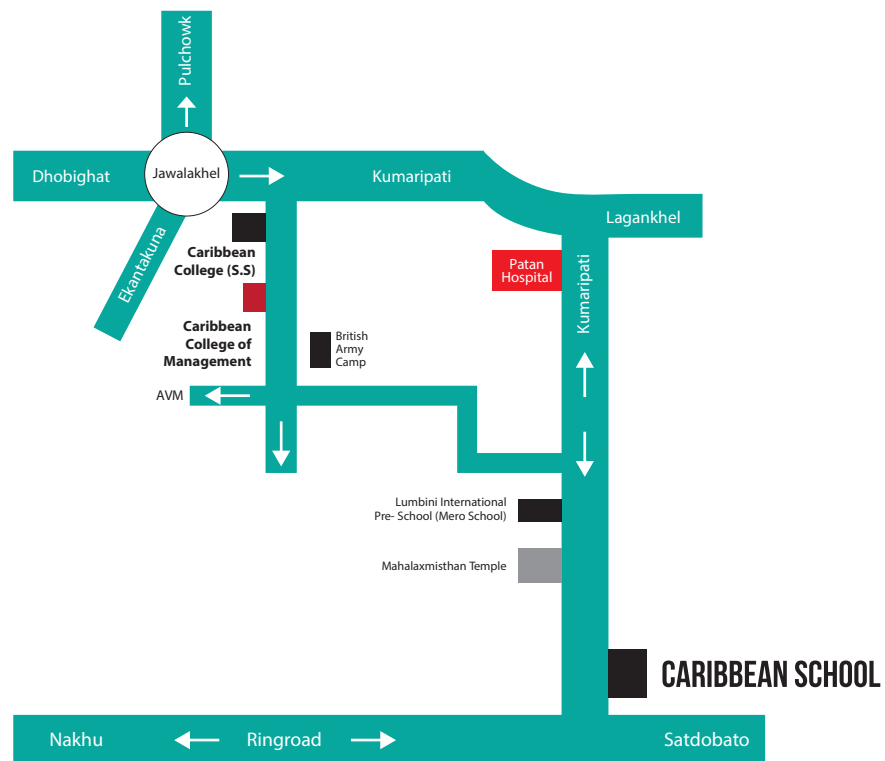 Pulchowk
Dhobighat
Jawalakhel
Kumaripati
Lagankhel
Ekantakuna
Caribbean
College (S.S)
Patan
Hospital
Kumaripati
Caribbean
College of
Management
British
Army
Camp
AVM
Lumbini International
Pre- School (Mero School)
Mahalaxmisthan Temple
CARIBBEAN SCHOOL
Nakhu
Ringroad
Satdobato